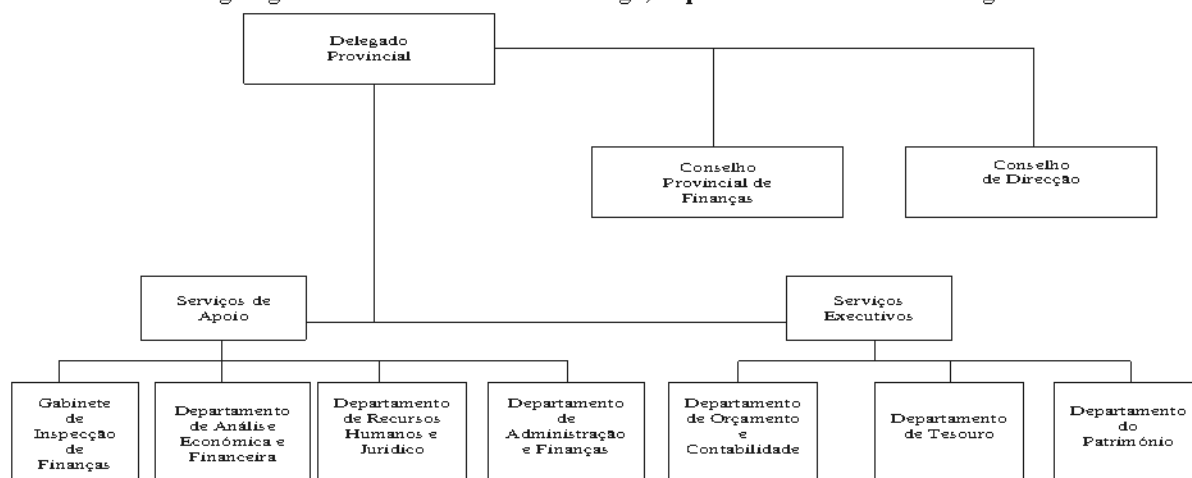 Delegado
Provincial
Conselho
Provincial de
Finanças
Conselho
de Direcção
Serviços de
Apoio
Serviços
Executivos
Gabinete
de
Inspecção
de
Finanças
Departamento
de Análise
Económica e
Financeira
Departamento
de Recursos
Humanos e
Jurídico
Departamento
de
Administração
e Finanças
Departamento
de Orçamento
e
Contabilidade
Departamento
de Tesouro
Departamento
do
Património